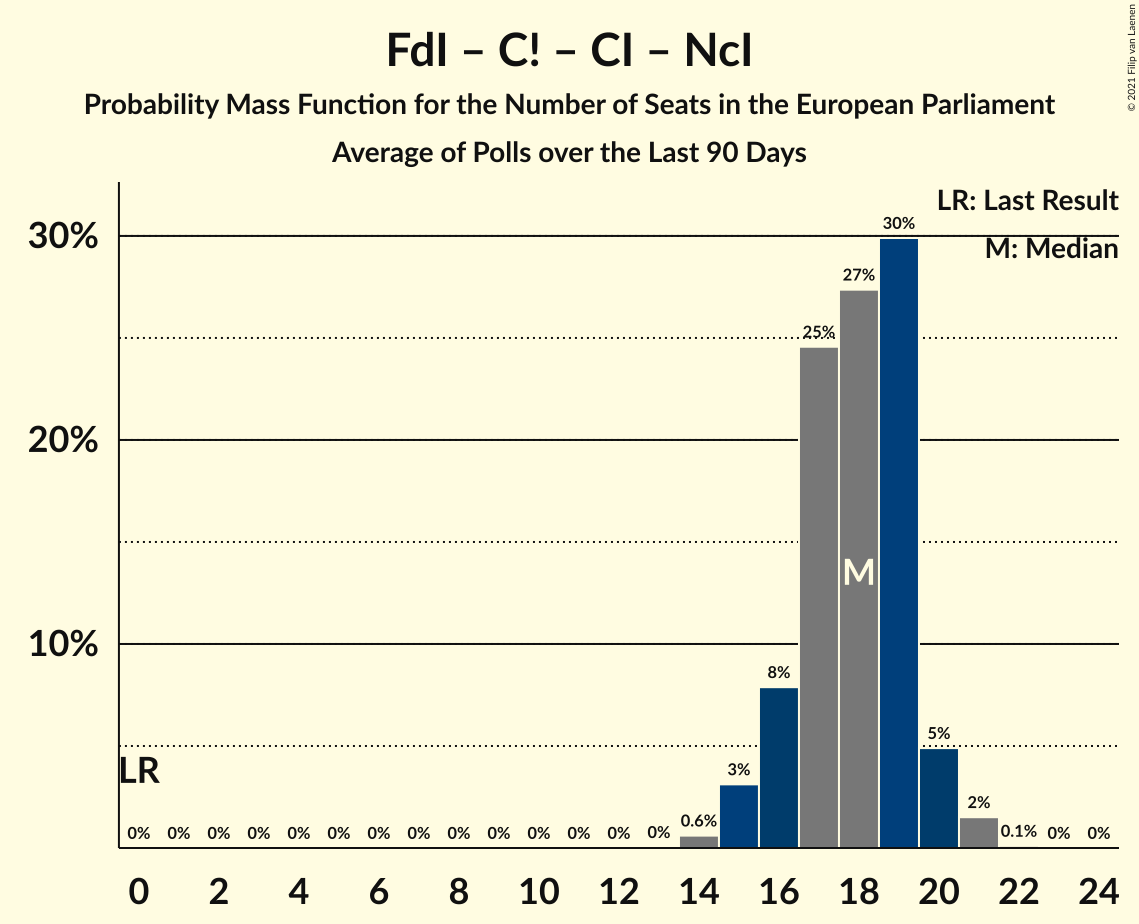 FdI – C! – CI – NcI
Probability Mass Function for the Number of Seats in the European Parliament
Average of Polls over the Last 90 Days
© 2021 Filip van Laenen
LR: Last Result
M: Median
30%
20%
10%
LR
M
0% 0% 0% 0% 0% 0% 0% 0% 0% 0% 0% 0% 0% 0% 0.6% 3% 8% 25% 27% 30% 5% 2% 0.1% 0% 0%
0 2 4 6 8 10 12 14 16 18 20 22 24